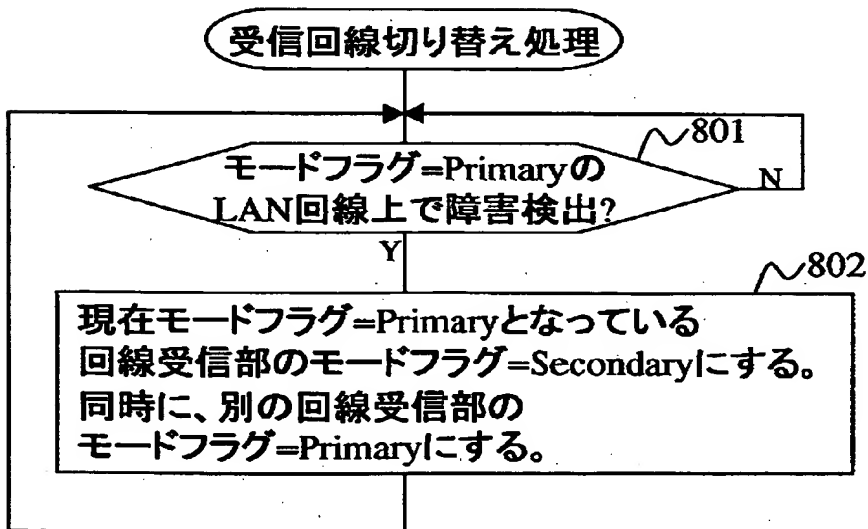 受信回線切り替え処理
801
モードフラグ=Primaryの
LAN回線上で障害検出?
N
Y
802
現在モードフラグ=Primaryとなっている
回線受信部のモードフラグ=Secondaryにする。
同時に、別の回線受信部の
モードフラグ=Primaryにする。